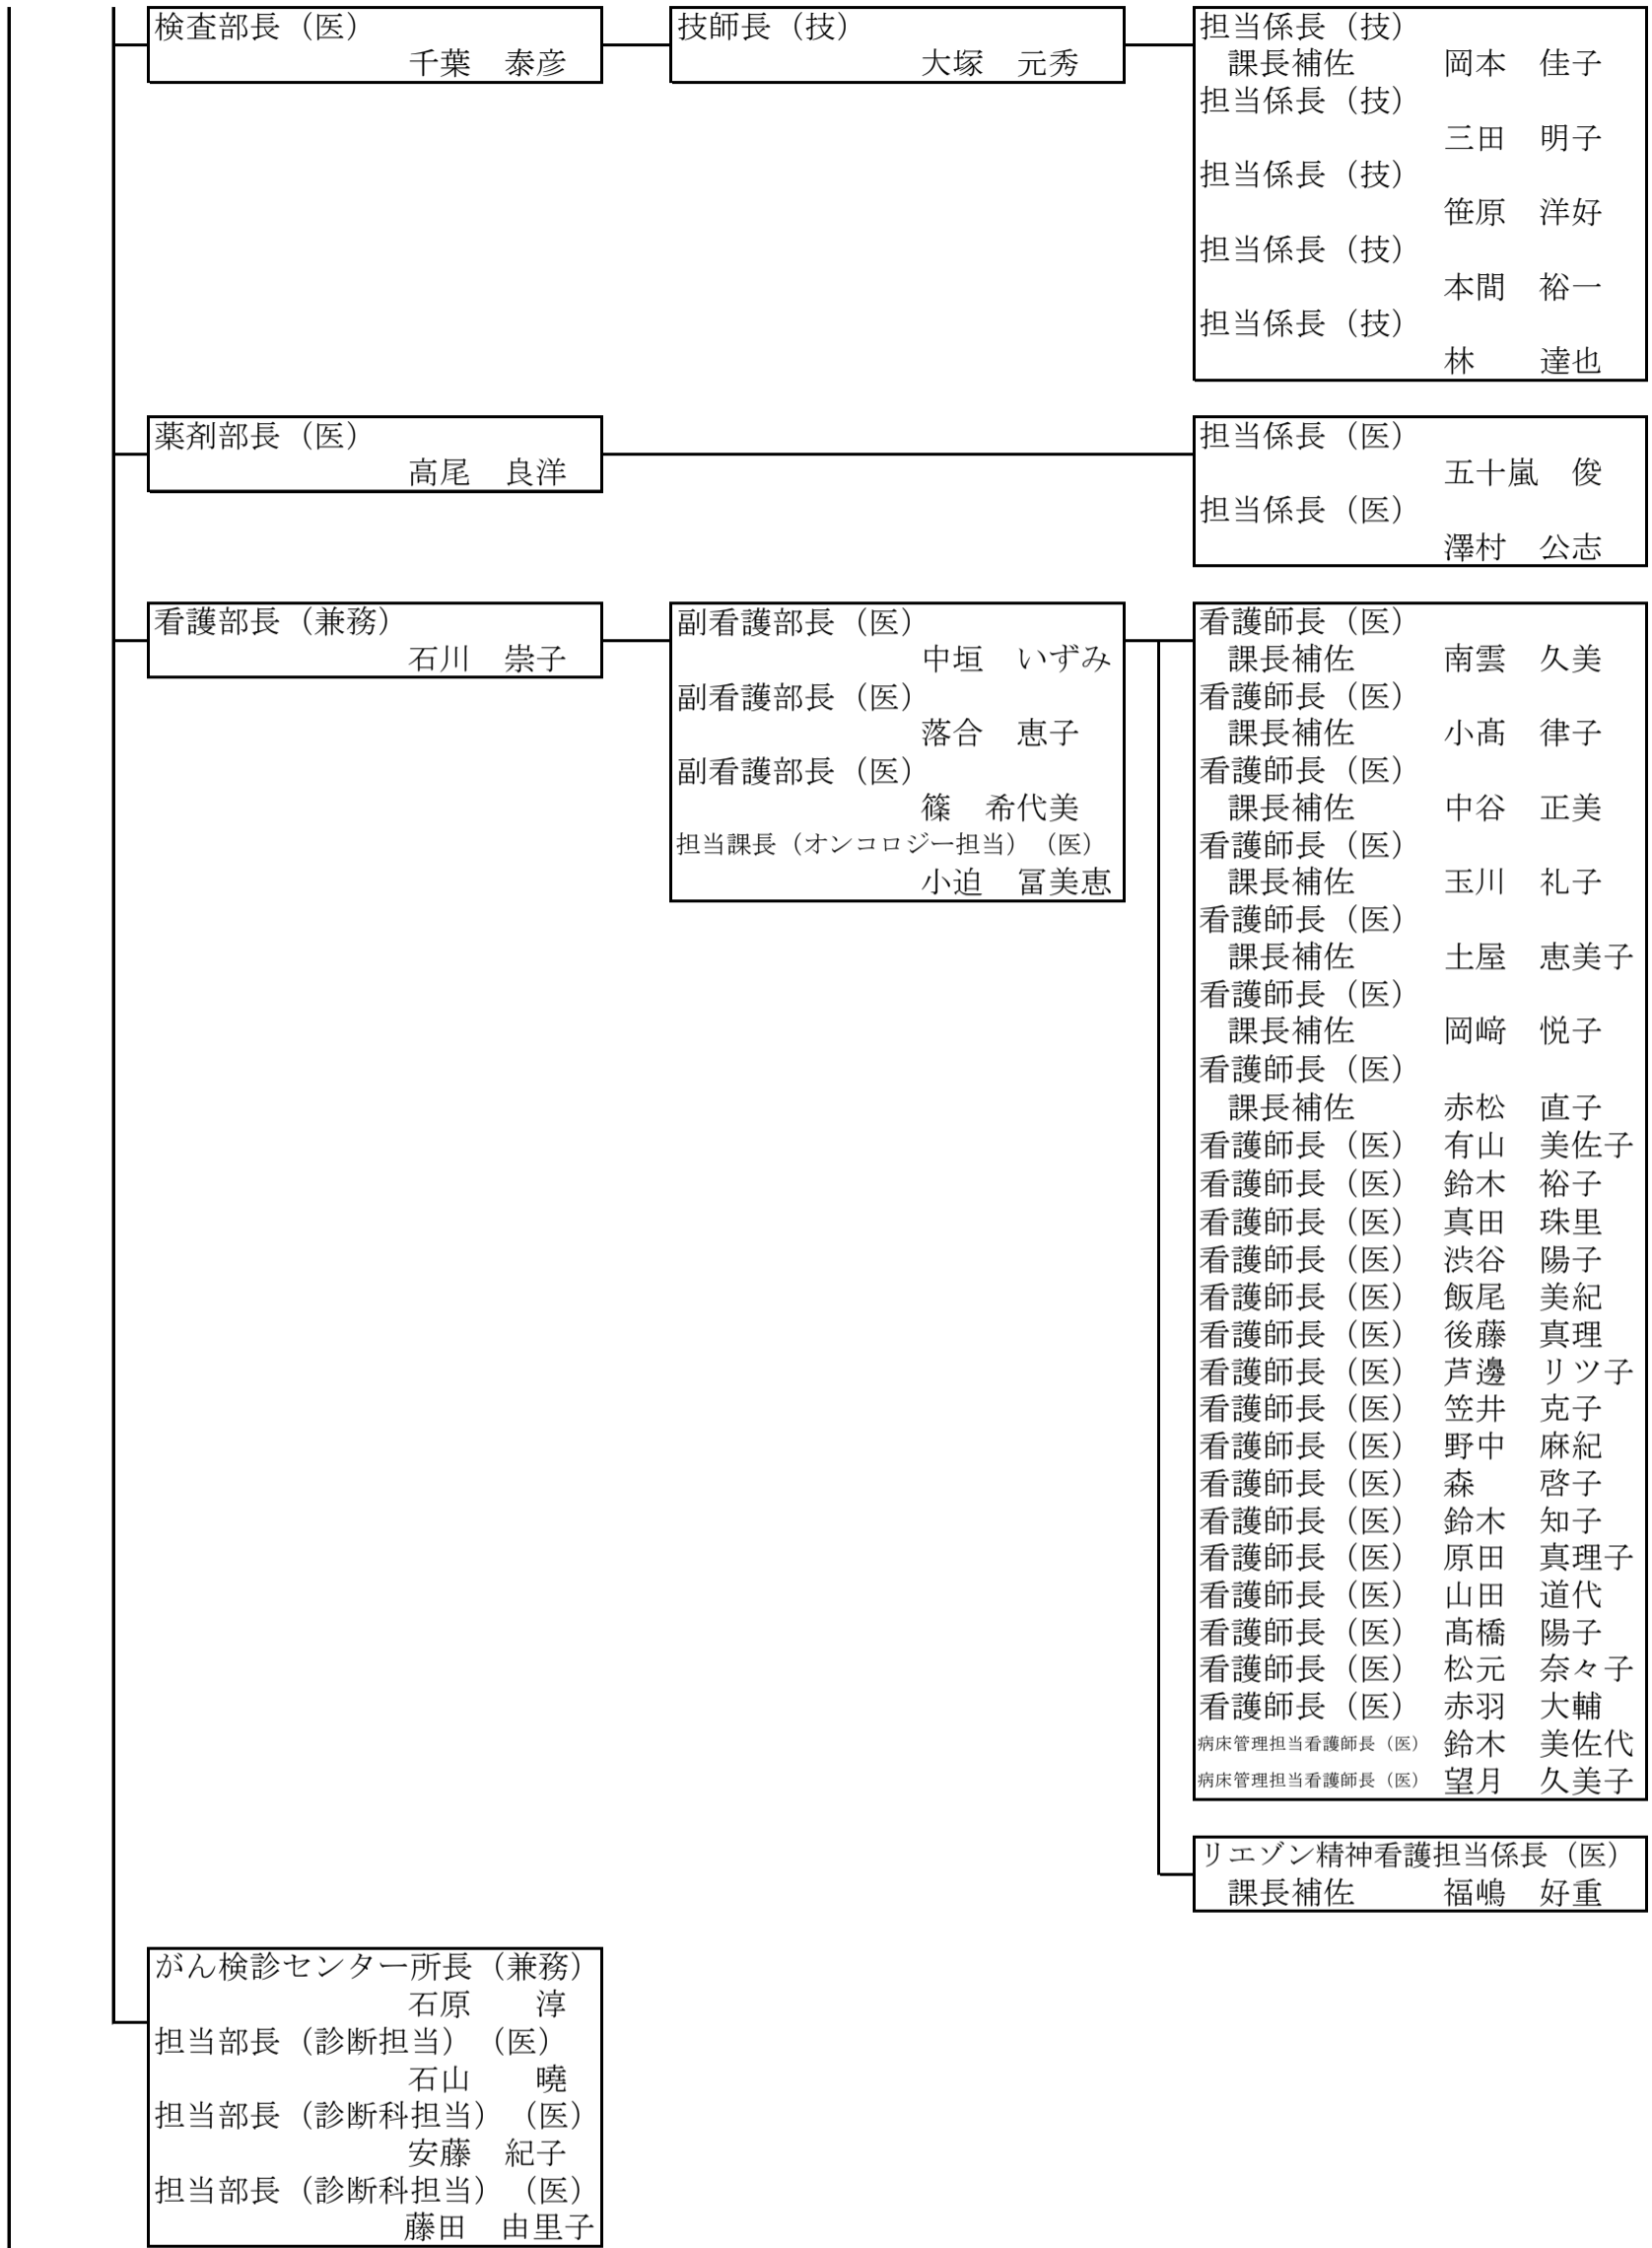 検査部長（医）
千葉　泰彦
技師長（技）
大塚　元秀
担当係長（技）
課長補佐　岡本　佳子
担当係長（技）
三田　明子
担当係長（技）
笹原　洋好
担当係長（技）
本間　裕一
担当係長（技）
林　達也
薬剤部長（医）
高尾　良洋
担当係長（医）
五十嵐　俊
担当係長（医）
澤村　公志
看護部長（兼務）
石川　崇子
副看護部長（医）
中垣　いずみ
副看護部長（医）
落合　恵子
副看護部長（医）
篠　希代美
担当課長（オンコロジー担当）（医）
小迫　冨美恵
看護師長（医）
課長補佐　南雲　久美
看護師長（医）
課長補佐　小髙　律子
看護師長（医）
課長補佐　中谷　正美
看護師長（医）
課長補佐　玉川　礼子
看護師長（医）
課長補佐　土屋　恵美子
看護師長（医）
課長補佐　岡﨑　悦子
看護師長（医）
課長補佐　赤松　直子
看護師長（医）　有山　美佐子
看護師長（医）　鈴木　裕子
看護師長（医）　真田　珠里
看護師長（医）　渋谷　陽子
看護師長（医）　飯尾　美紀
看護師長（医）　後藤　真理
看護師長（医）　芦邊　リツ子
看護師長（医）　笠井　克子
看護師長（医）　野中　麻紀
看護師長（医）　森　啓子
看護師長（医）　鈴木　知子
看護師長（医）　原田　真理子
看護師長（医）　山田　道代
看護師長（医）　髙橋　陽子
看護師長（医）　松元　奈々子
看護師長（医）　赤羽　大輔
病床管理担当看護師長（医）　鈴木　美佐代
病床管理担当看護師長（医）　望月　久美子
リエゾン精神看護担当係長（医）
課長補佐　福嶋　好重
がん検診センター所長（兼務）
石原　淳
担当部長（診断担当）（医）
石山　曉
担当部長（診断科担当）（医）
安藤　紀子
担当部長（診断科担当）（医）
藤田　由里子